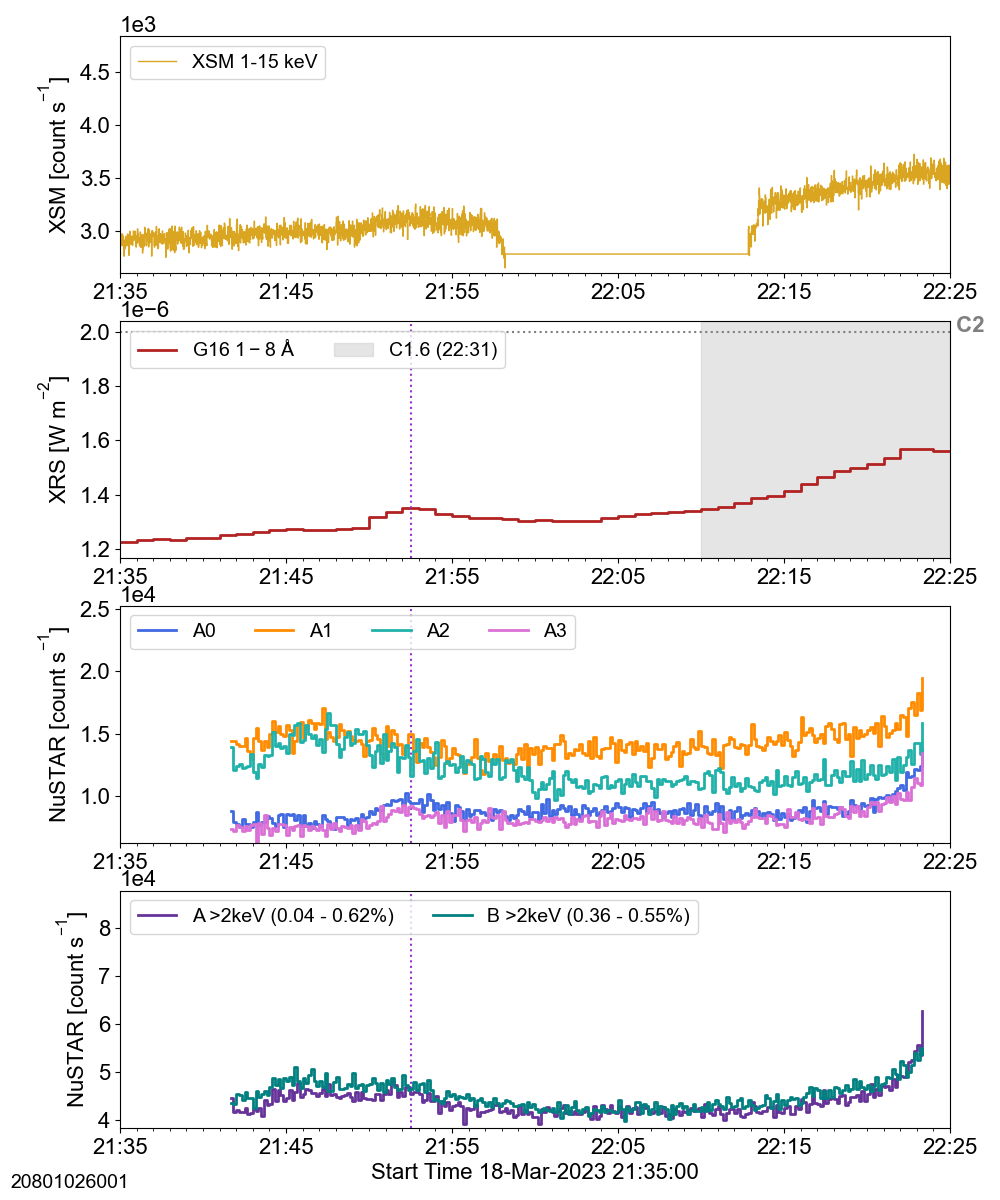 1e3
XSM 1-15 keV
XSM [count s⁻¹]
4.5
4.0
3.5
3.0
21:35 21:45 21:55 22:05 22:15 22:25
1e−6
C2
G16 1 − 8 Å C1.6 (22:31)
XRS [W m⁻²]
2.0
1.8
1.6
1.4
1.2
21:35 21:45 21:55 22:05 22:15 22:25
1e4
A0 A1 A2 A3
NuSTAR [count s⁻¹]
2.5
2.0
1.5
1.0
21:35 21:45 21:55 22:05 22:15 22:25
1e4
A >2keV (0.04 - 0.62%) B >2keV (0.36 - 0.55%)
NuSTAR [count s⁻¹]
8
7
6
5
4
21:35 21:45 21:55 22:05 22:15 22:25
Start Time 18-Mar-2023 21:35:00
20801026001